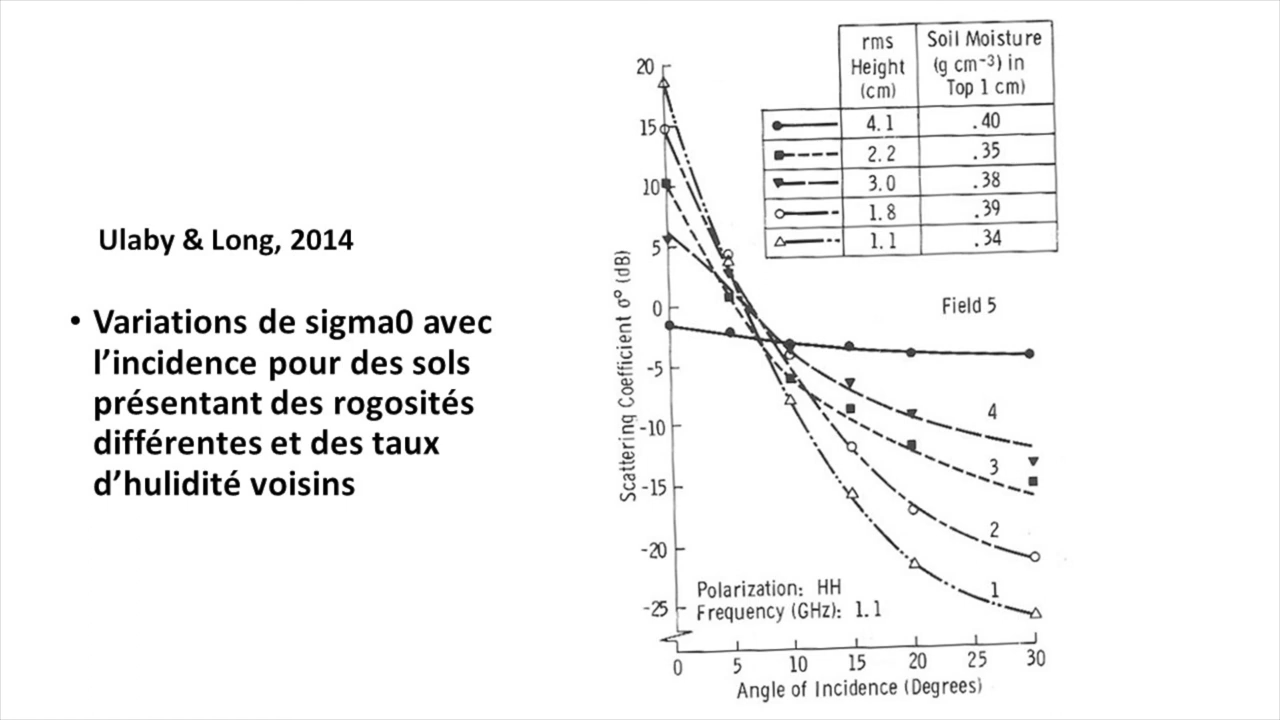 Ulaby & Long, 2014
• Variations de sigma0 avec
l’incidence pour des sols
présentant des rogosités
différentes et des taux
d’hulidité voisins
rms
Height
(cm)
Soil Moisture
(g cm-3) in
Top 1 cm)
4.1 .40
2.2 .35
3.0 .38
1.8 .39
1.1 .34
20
15
10
5
0
-5
-10
-15
-20
-25
Scattering Coefficient σ° (dB)
Field 5
4
3
2
1
Polarization: HH
Frequency (GHz): 1.1
0 5 10 15 20 25 30
Angle of Incidence (Degrees)